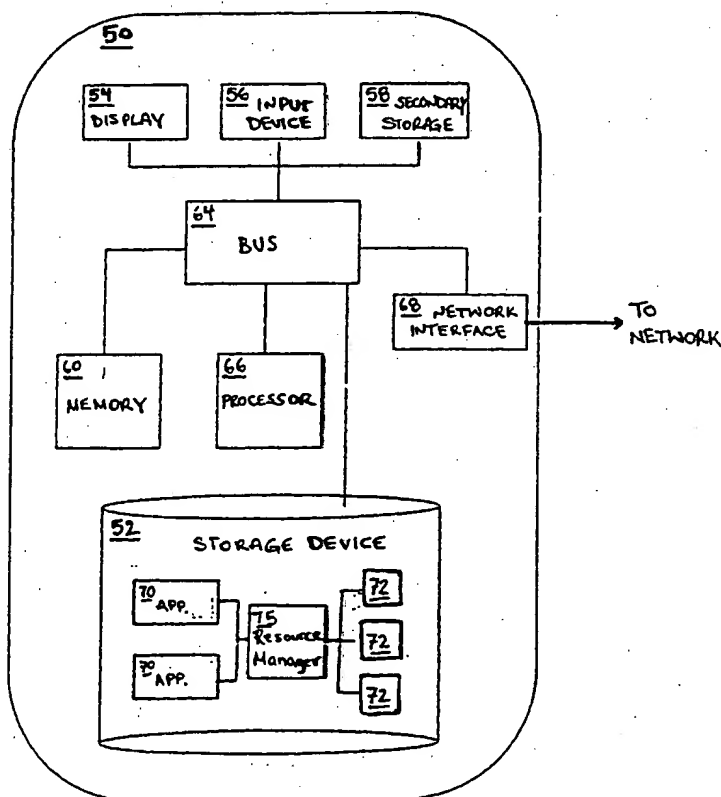 50
54 DISPLAY
56 INPUT
DEVICE
58 SECONDARY
STORAGE
64
BUS
68 NETWORK
INTERFACE
TO
NETWORK
60
MEMORY
66
PROCESSOR
52
STORAGE DEVICE
70 APP.
70 APP.
75
Resource
Manager
72
72
72